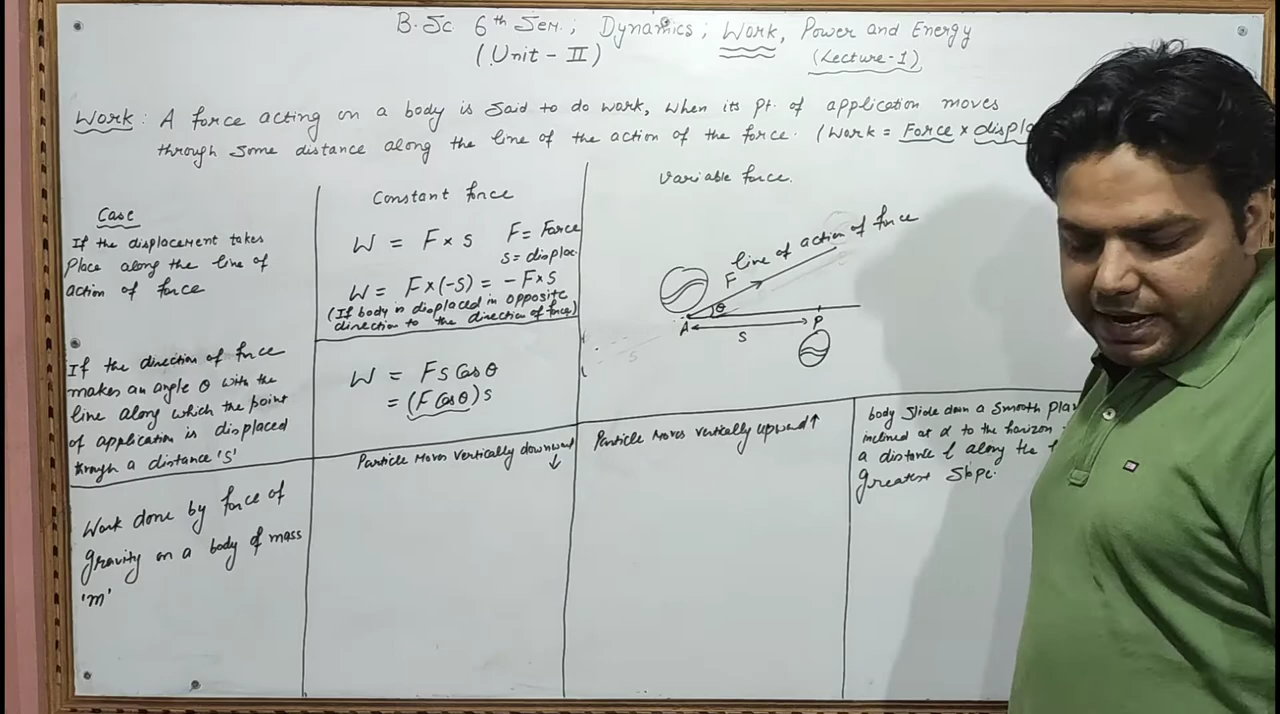 B.Sc 6th Sem.; Dynamics; Work, Power and Energy
(Unit - II) (Lecture-1)
Work: A force acting on a body is said to do work, when its pt. of application moves
through some distance along the line of the action of the force. (Work = Force x displa
Case
If the displacement takes
Place along the line of
action of force
Constant force
W = F x s F = Force
s = displac.
W = F x (-s) = - F x s
(If body is displaced in opposite
direction to the direction of force)
Variable force.
line of action of force
F
θ
A
s
P
If the direction of force
makes an angle θ with the
line along which the point
of application is displaced
through a distance 's'
W = F s Cos θ
= (F Cos θ) s
Work done by force of
gravity on a body of mass
'm'
Particle Moves vertically downward
↓
Particle Moves vertically upward ↑
body Slide down a Smooth Plan
inclined at α to the horizon
a distance l along the
greatest Slope.